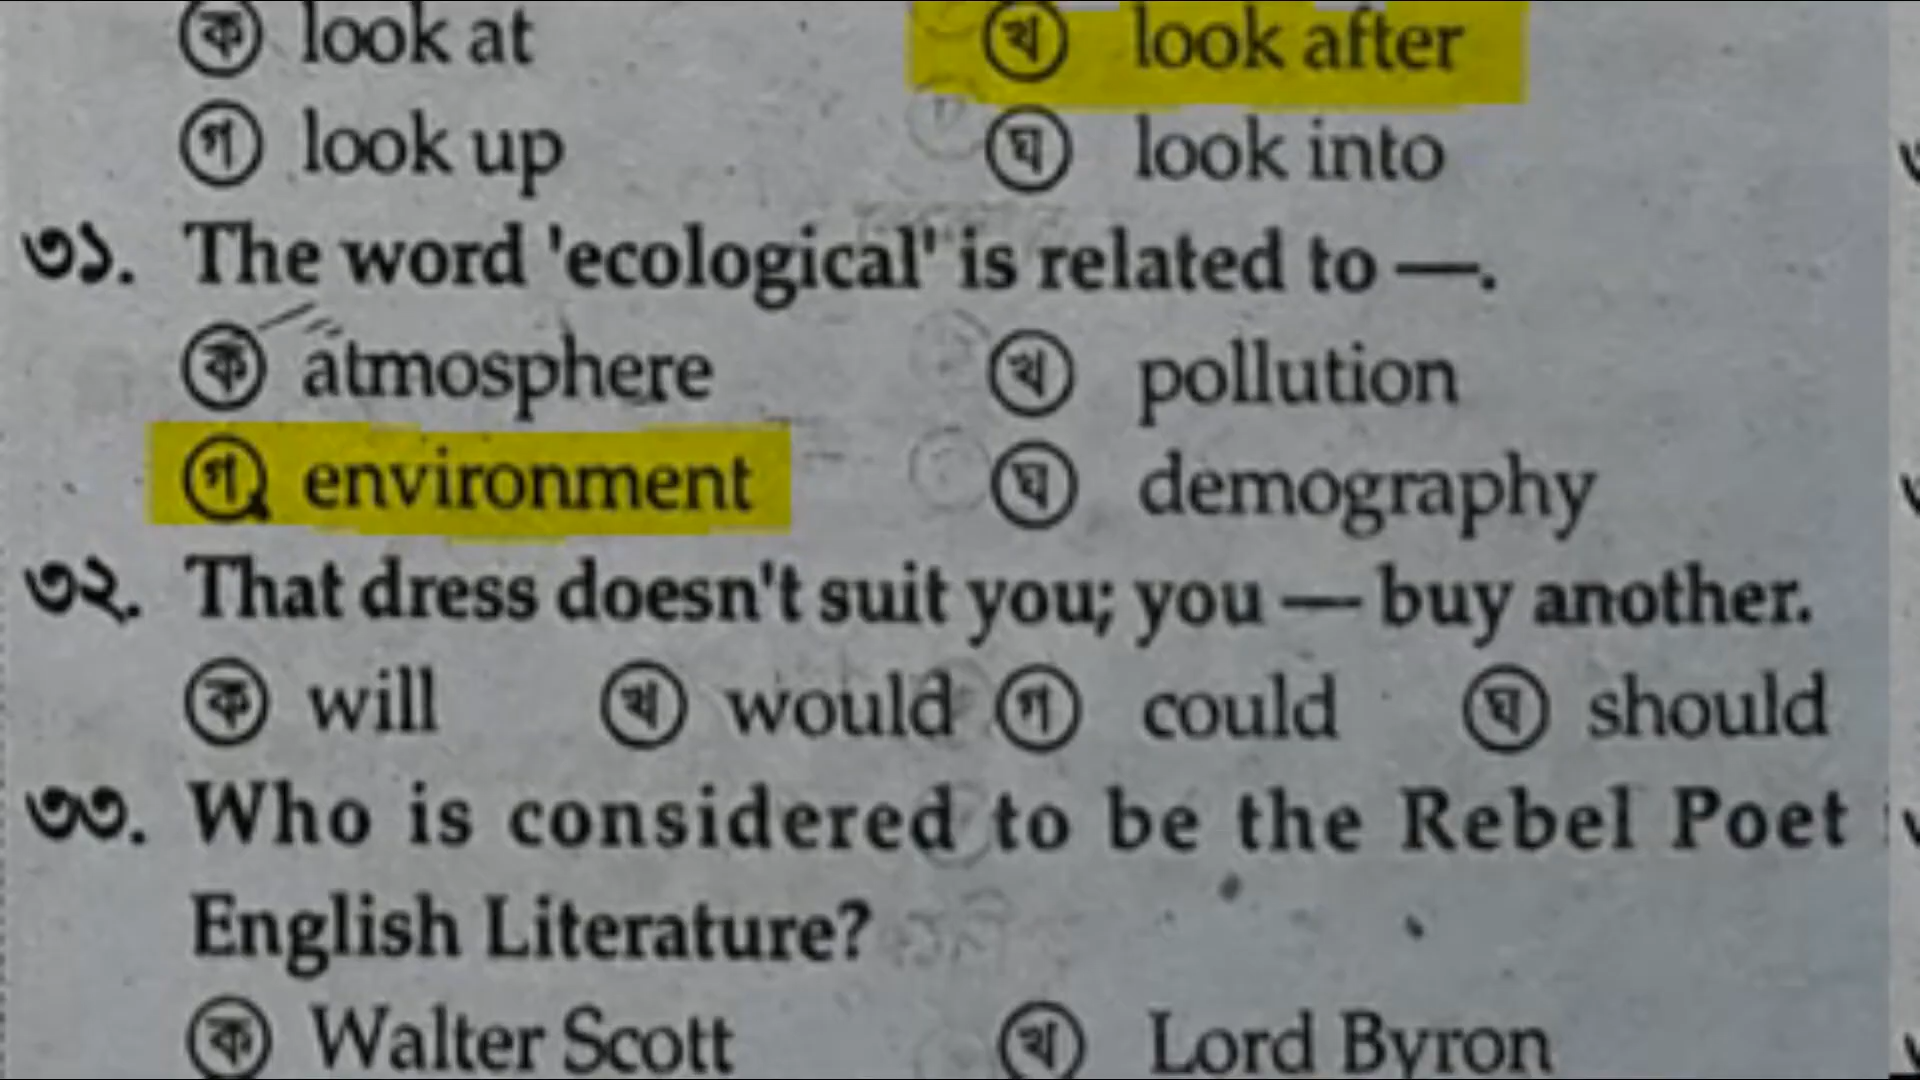 ক look at খ look after
গ look up ঘ look into
৩১. The word 'ecological' is related to —.
ক atmosphere খ pollution
গ environment ঘ demography
৩২. That dress doesn't suit you; you — buy another.
ক will খ would গ could ঘ should
৩৩. Who is considered to be the Rebel Poet
English Literature?
ক Walter Scott খ Lord Byron